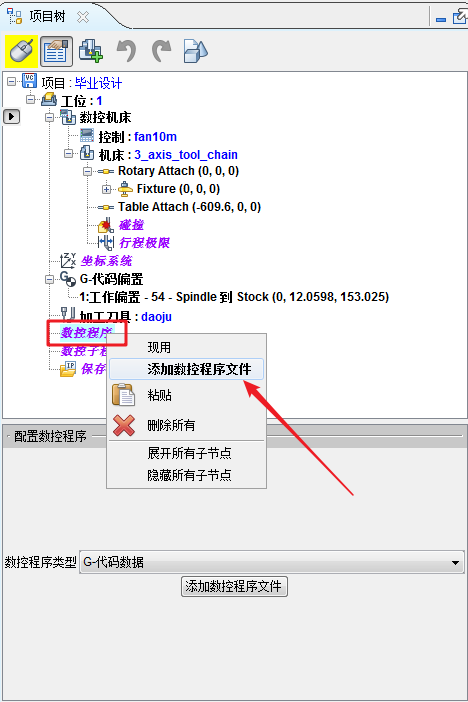 项目树
项目 : 毕业设计
工位 : 1
数控机床
控制 : fan10m
机床 : 3_axis_tool_chain
Rotary Attach (0, 0, 0)
Fixture (0, 0, 0)
Table Attach (-609.6, 0, 0)
碰撞
行程极限
坐标系统
G-代码偏置
1:工作偏置 - 54 - Spindle 到 Stock (0, 12.0598, 153.025)
加工刀具 : daoju
数控程序
数控子程
保存
现用
添加数控程序文件
粘贴
删除所有
展开所有子节点
隐藏所有子节点
配置数控程序
数控程序类型 G-代码数据
添加数控程序文件